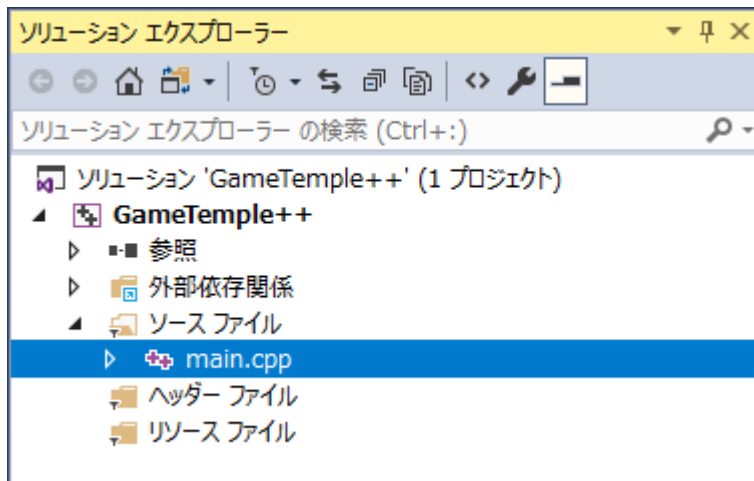 ソリューション エクスプローラー
ソリューション エクスプローラー の検索 (Ctrl+:)
ソリューション 'GameTemple++' (1 プロジェクト)
GameTemple++
参照
外部依存関係
ソース ファイル
main.cpp
ヘッダー ファイル
リソース ファイル